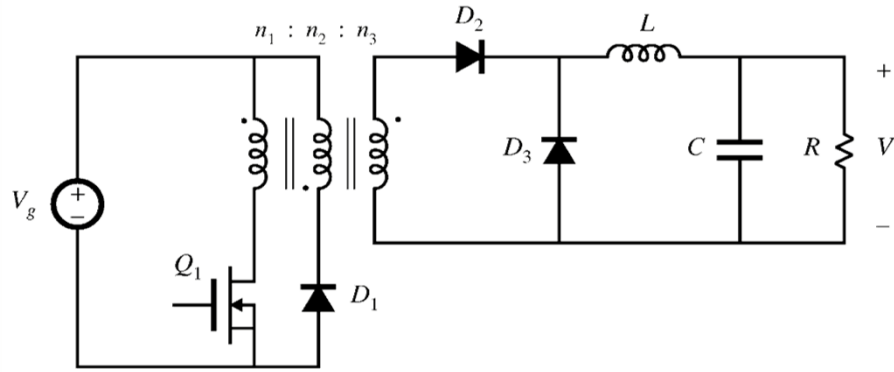 n1 : n2 : n3
D2
L
+
D3
C
R
V
Vg
+
−
−
Q1
D1